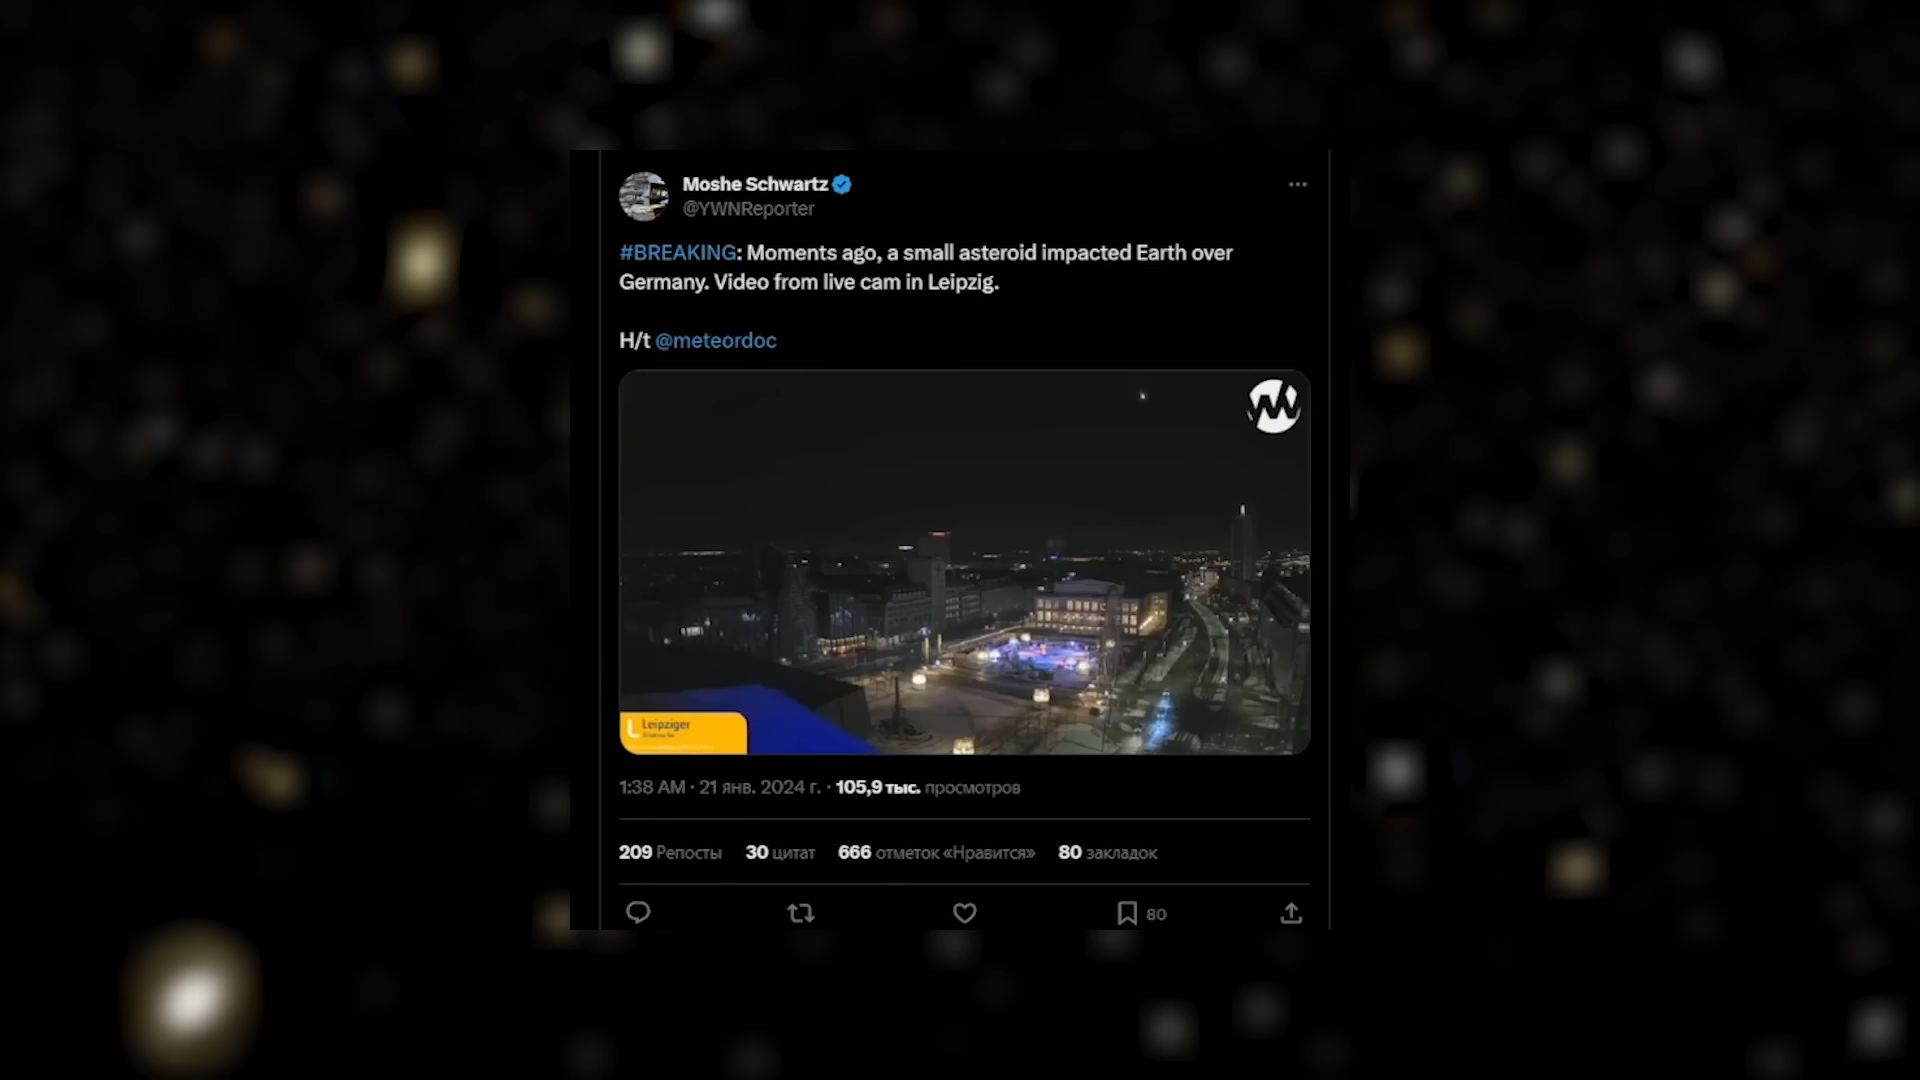 Moshe Schwartz
@YWNReporter
#BREAKING: Moments ago, a small asteroid impacted Earth over
Germany. Video from live cam in Leipzig.
H/t @meteordoc
Leipziger
1:38 AM · 21 янв. 2024 г. · 105,9 тыс. просмотров
209 Репосты 30 цитат 666 отметок «Нравится» 80 закладок
80